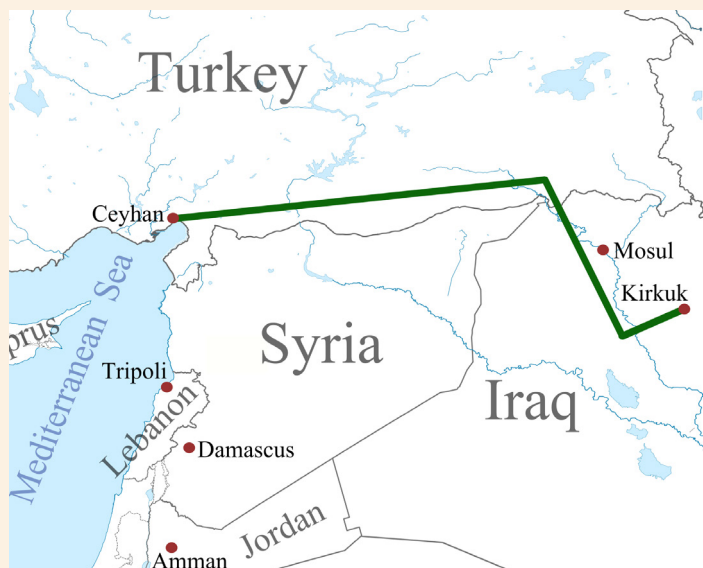 Turkey
Ceyhan
Mosul
Kirkuk
Mediterranean Sea
prus
Syria
Tripoli
Iraq
Lebanon
Damascus
Jordan
Amman